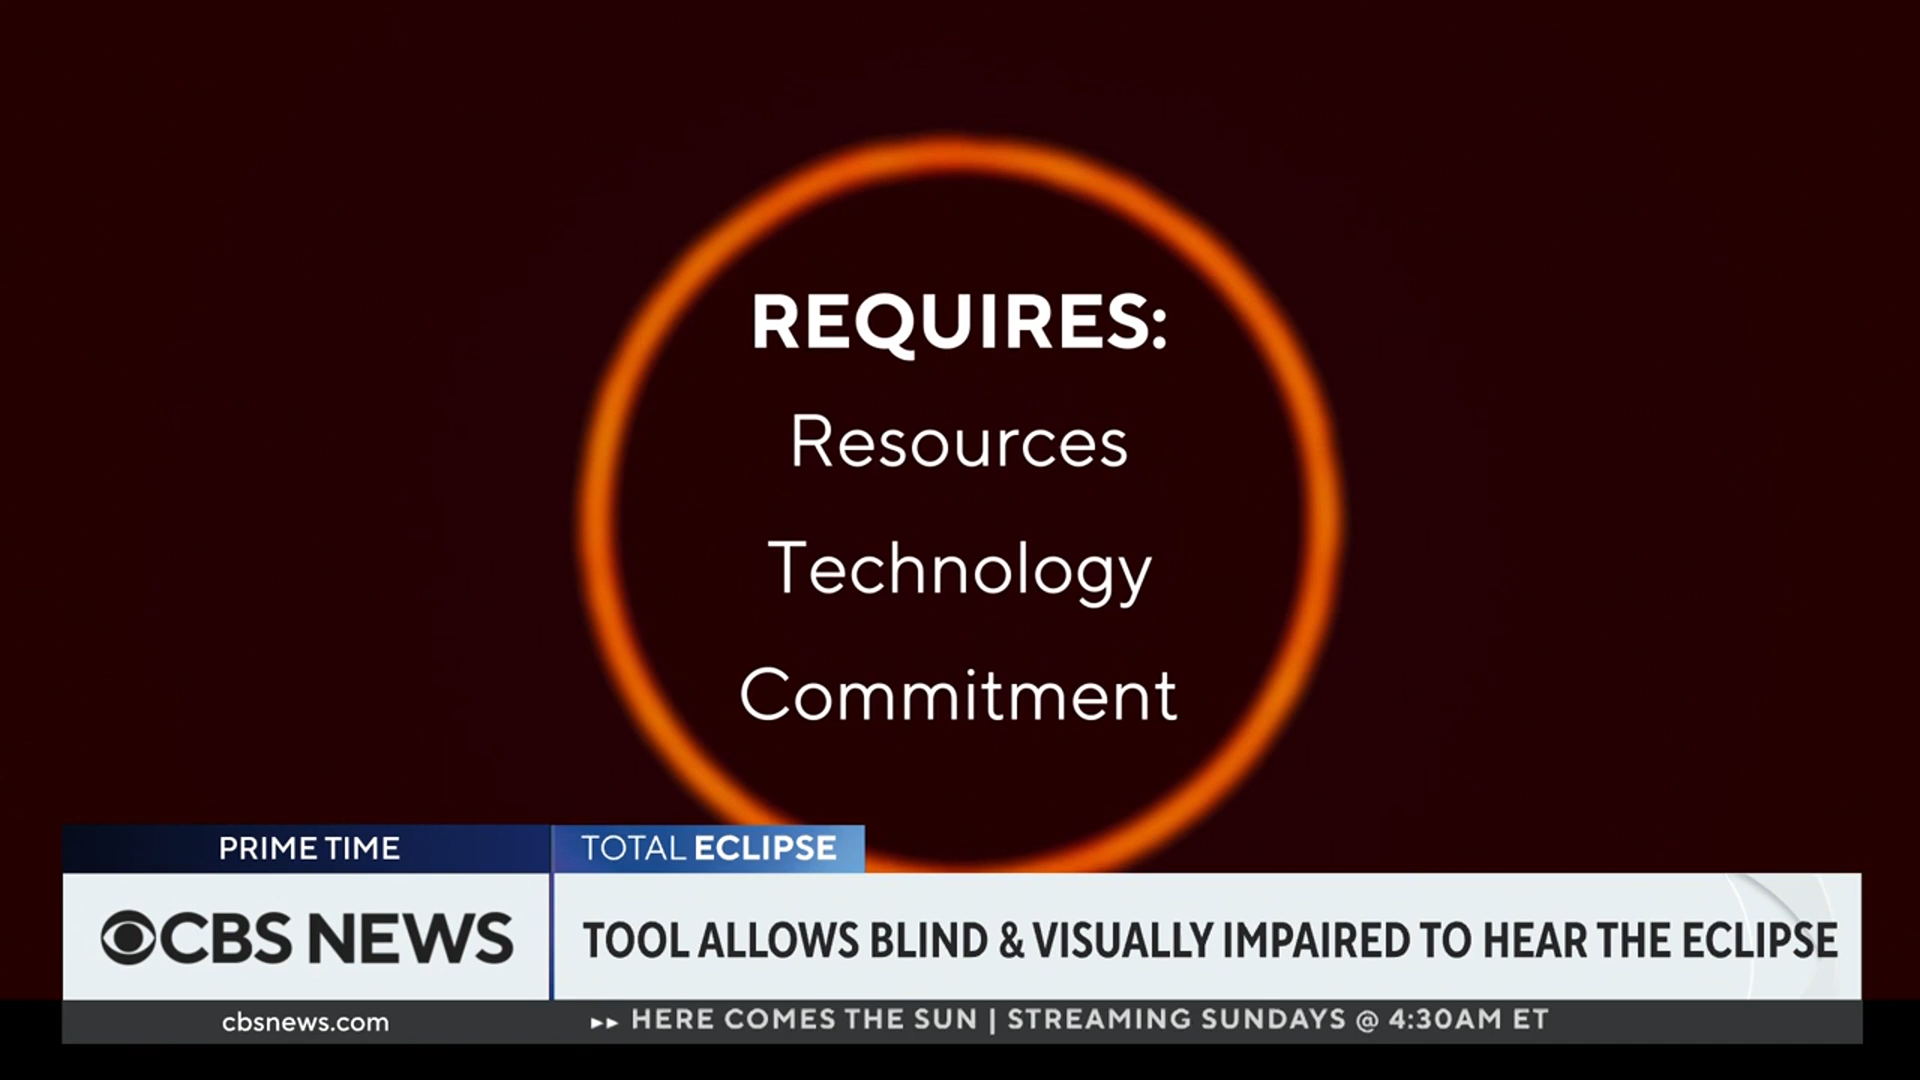 REQUIRES:
Resources
Technology
Commitment
PRIME TIME
TOTAL ECLIPSE
CBS NEWS
TOOL ALLOWS BLIND & VISUALLY IMPAIRED TO HEAR THE ECLIPSE
cbsnews.com
HERE COMES THE SUN | STREAMING SUNDAYS @ 4:30AM ET